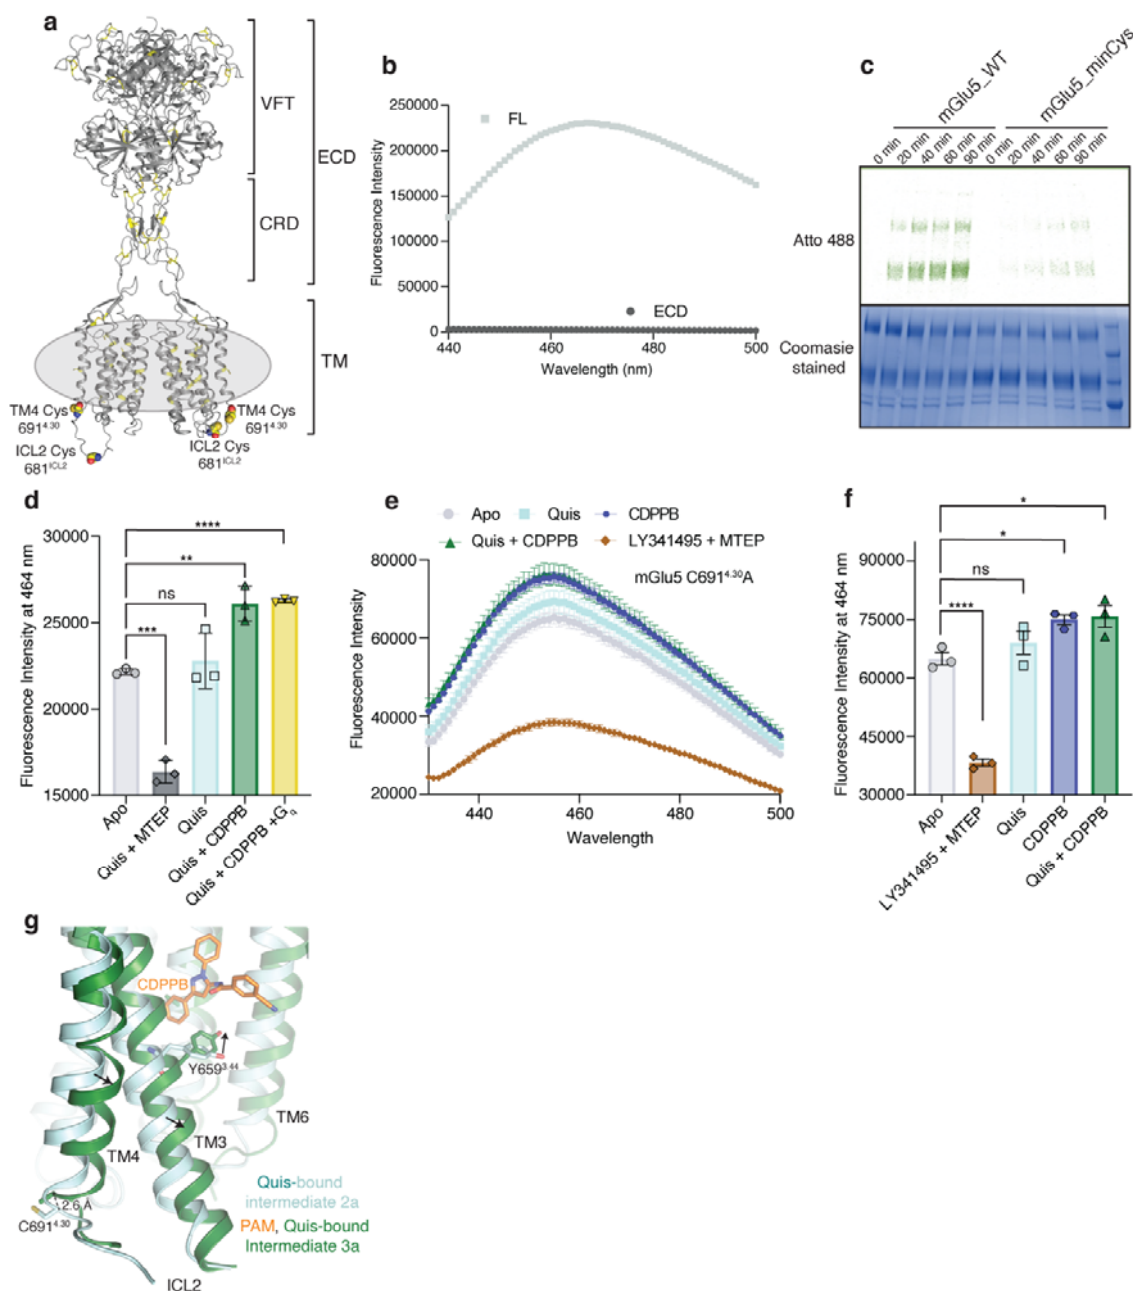 a
VFT
ECD
CRD
TM
TM4 Cys
691⁴·³⁰
TM4 Cys
691⁴·³⁰
ICL2 Cys
681ᴵᶜᴸ²
ICL2 Cys
681ᴵᶜᴸ²
b
Fluorescence Intensity
250000
200000
150000
100000
50000
0
FL
ECD
440
460
480
500
Wavelength (nm)
c
mGlu5_WT
mGlu5_minCys
0 min
20 min
40 min
60 min
90 min
0 min
20 min
40 min
60 min
90 min
Atto 488
Coomasie
stained
d
Fluorescence Intensity at 464 nm
30000
25000
20000
15000
****
**
ns
***
Apo
Quis + MTEP
Quis
Quis + CDPPB
Quis + CDPPB +Gq
e
Apo
Quis
CDPPB
Quis + CDPPB
LY341495 + MTEP
mGlu5 C691⁴·³⁰A
Fluorescence Intensity
80000
60000
40000
20000
440
460
480
500
Wavelength
f
Fluorescence Intensity at 464 nm
90000
75000
60000
45000
30000
*
*
ns
****
Apo
LY341495 + MTEP
Quis
CDPPB
Quis + CDPPB
g
CDPPB
Y659³·⁴⁴
TM6
TM3
TM4
2.6 Å
C691⁴·³⁰
ICL2
Quis-bound
intermediate 2a
PAM, Quis-bound
Intermediate 3a